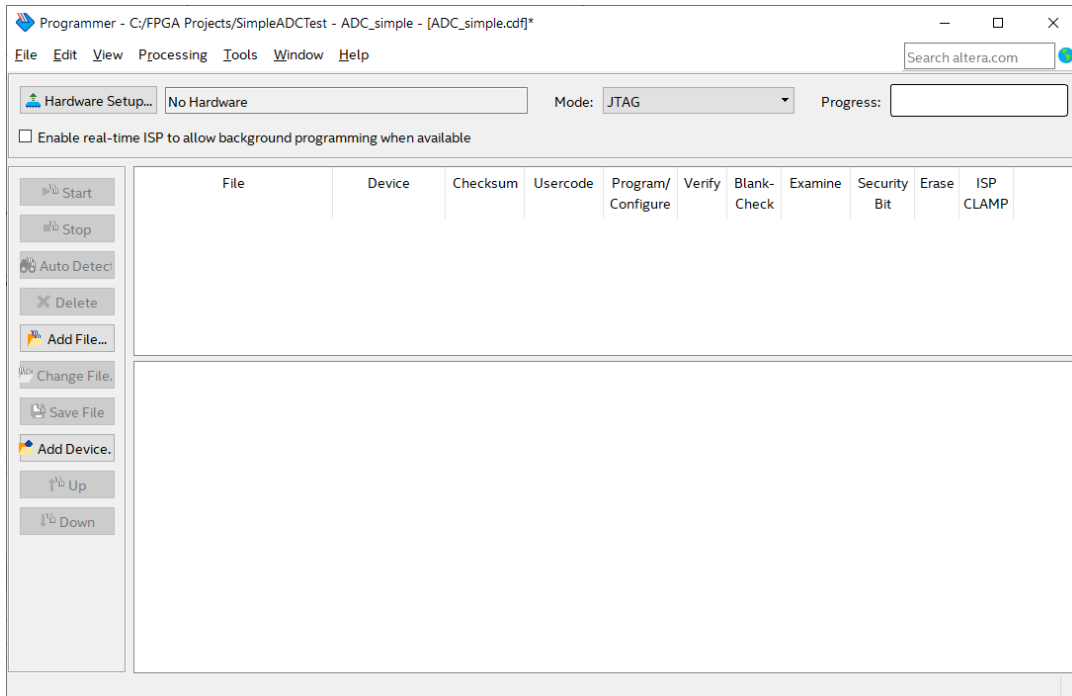 Programmer - C:/FPGA Projects/SimpleADCTest - ADC_simple - [ADC_simple.cdf]*
File Edit View Processing Tools Window Help
Search altera.com
Hardware Setup... No Hardware Mode: JTAG Progress:
Enable real-time ISP to allow background programming when available
File Device Checksum Usercode Program/ Verify Blank- Examine Security Erase ISP
Configure Check Bit CLAMP
Start
Stop
Auto Detect
Delete
Add File...
Change File.
Save File
Add Device.
Up
Down